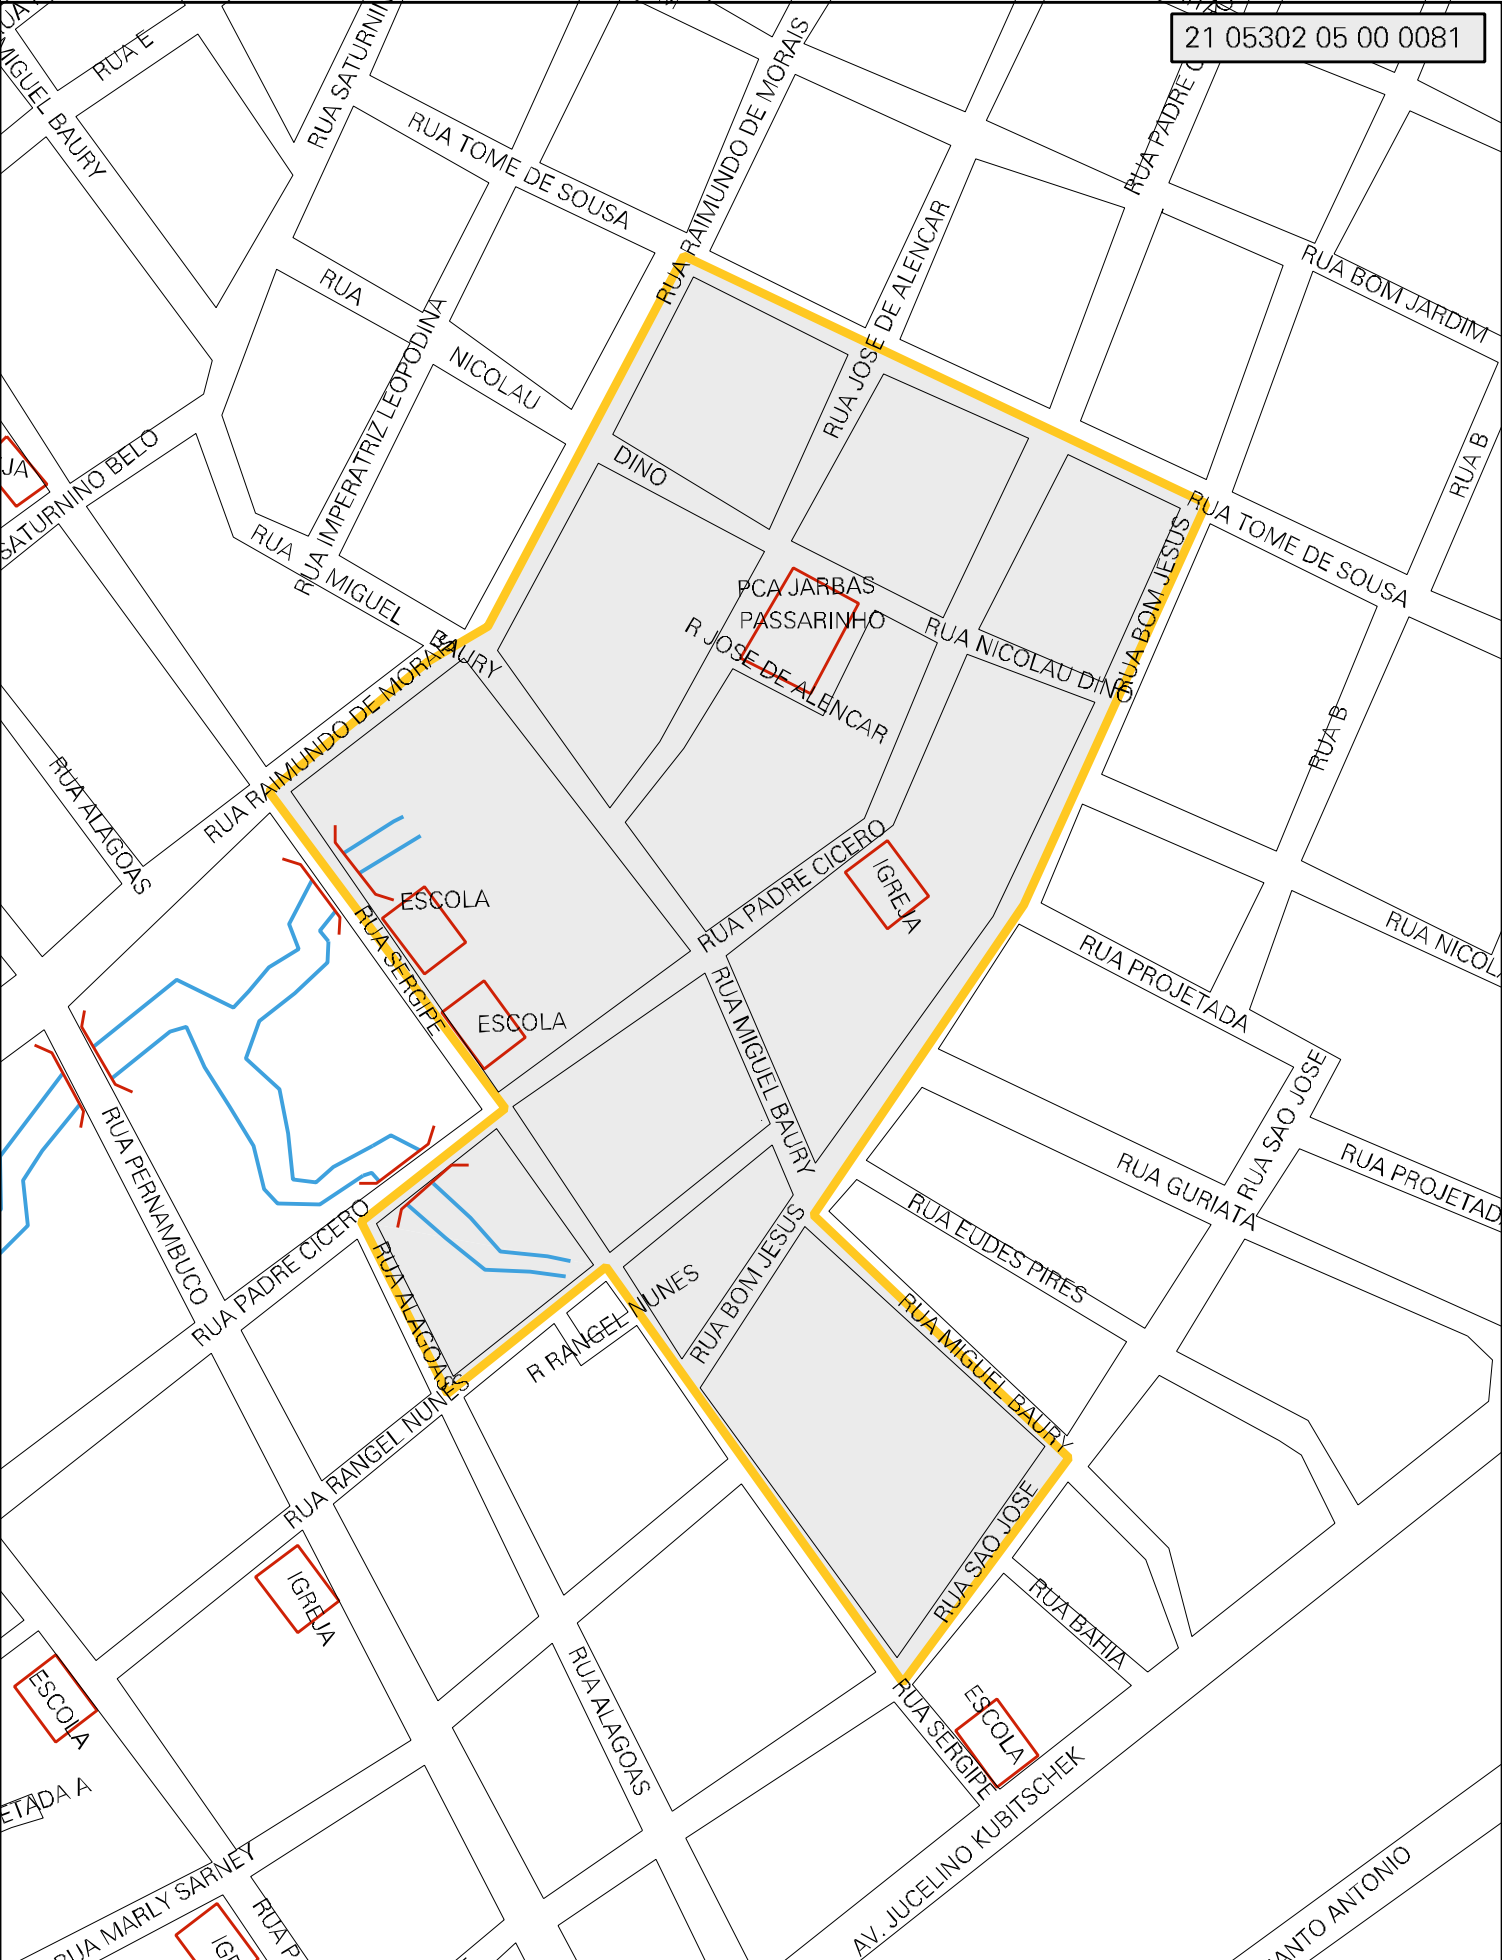 21 05302 05 00 0081
RUA E
MIGUEL BAURY
RUA SATURNIN
RUA TOME DE SOUSA
RUA RAIMUNDO DE MORAIS
RUA JOSE DE ALENCAR
RUA PADRE C
RUA BOM JARDIM
RUA B
RUA
NICOLAU
DINO
RUA IMPERATRIZ LEOPODINA
JA
SATURNINO BELO
RUA MIGUEL BAURY
RUA TOME DE SOUSA
RUA BOM JESUS
PCA JARBAS
PASSARINHO
R JOSE DE ALENCAR
RUA NICOLAU DINO
RUA B
RUA RAIMUNDO DE MORAIS
RUA ALAGOAS
ESCOLA
RUA SERGIPE
ESCOLA
RUA PADRE CICERO
IGREJA
RUA NICOLA
RUA PROJETADA
RUA MIGUEL BAURY
RUA SAO JOSE
RUA PROJETADA
RUA GURIATA
RUA EUDES PIRES
RUA PERNAMBUCO
RUA PADRE CICERO
RUA ALAGOAS
R RANGEL NUNES
RUA BOM JESUS
RUA MIGUEL BAURY
RUA RANGEL NUNES
RUA SAO JOSE
IGREJA
RUA BAHIA
ESCOLA
RUA ALAGOAS
ESCOLA
RUA SERGIPE
ETADA A
AV. JUCELINO KUBITSCHEK
RUA MARLY SARNEY
RUA P
IGR
ANTO ANTONIO